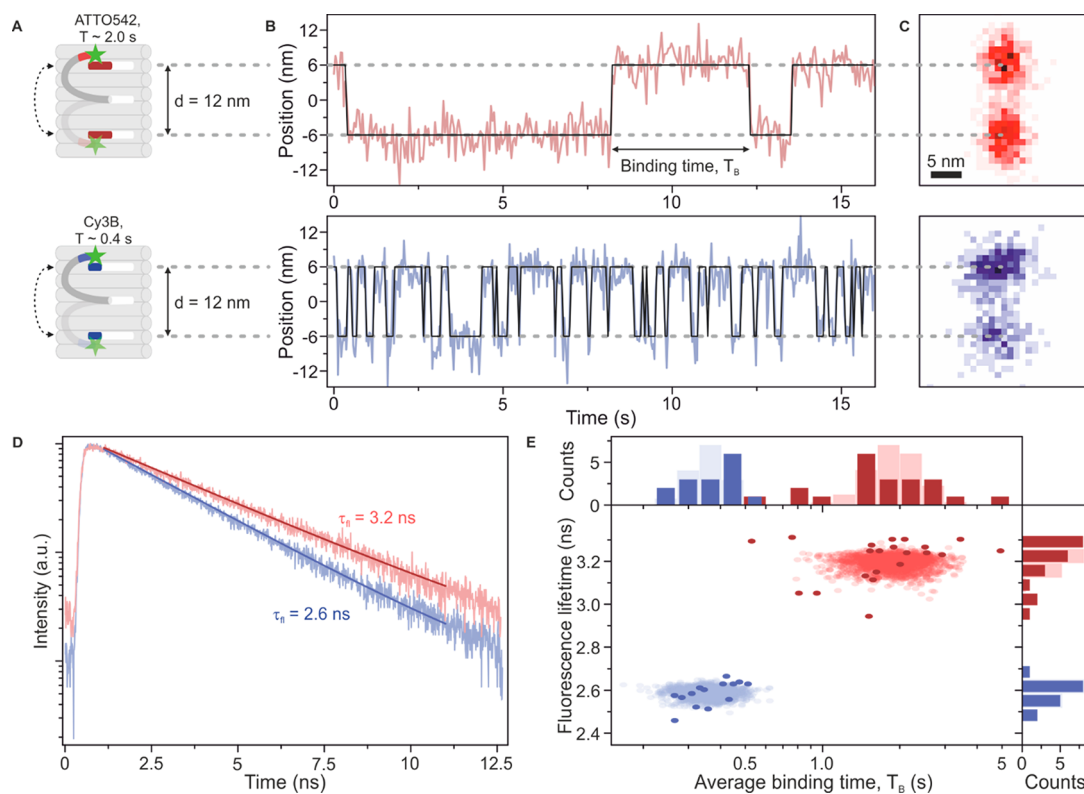 A
ATTO542,
T ~ 2.0 s
d = 12 nm
B
Position (nm)
12
6
0
-6
-12
Binding time, T_B
0
5
10
15
C
5 nm
Cy3B,
T ~ 0.4 s
d = 12 nm
Position (nm)
12
6
0
-6
-12
0
5
10
15
Time (s)
D
Intensity (a.u.)
τ_fl = 3.2 ns
τ_fl = 2.6 ns
0
2.5
5
7.5
10
12.5
Time (ns)
E
Counts
5
0
Fluorescence lifetime (ns)
3.2
3.0
2.6
2.4
0.5
1.0
5
Average binding time, T_B (s)
0
5
Counts